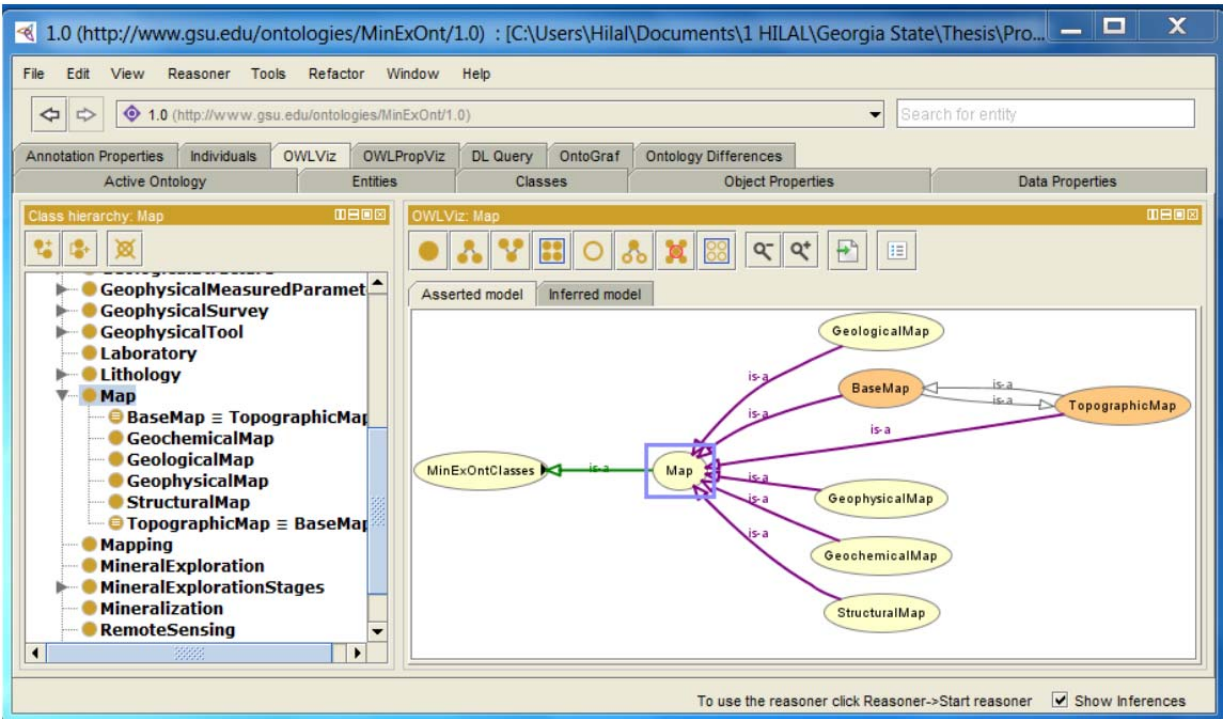 1.0 (http://www.gsu.edu/ontologies/MinExOnt/1.0) : [C:\Users\Hilal\Documents\1 HILAL\Georgia State\Thesis\Pro...
File Edit View Reasoner Tools Refactor Window Help
1.0 (http://www.gsu.edu/ontologies/MinExOnt/1.0)
Search for entity
Annotation Properties Individuals OWLViz OWLPropViz DL Query OntoGraf Ontology Differences
Active Ontology Entities Classes Object Properties Data Properties
Class hierarchy: Map
GeophysicalMeasuredParamet
GeophysicalSurvey
GeophysicalTool
Laboratory
Lithology
Map
BaseMap ≡ TopographicMap
GeochemicalMap
GeologicalMap
GeophysicalMap
StructuralMap
TopographicMap ≡ BaseMap
Mapping
MineralExploration
MineralExplorationStages
Mineralization
RemoteSensing
OWLViz: Map
Asserted model Inferred model
GeologicalMap
is-a
BaseMap
is-a
is-a
TopographicMap
is-a
is-a
MinExOntClasses
is-a
Map
is-a
GeophysicalMap
is-a
GeochemicalMap
is-a
StructuralMap
To use the reasoner click Reasoner->Start reasoner Show Inferences